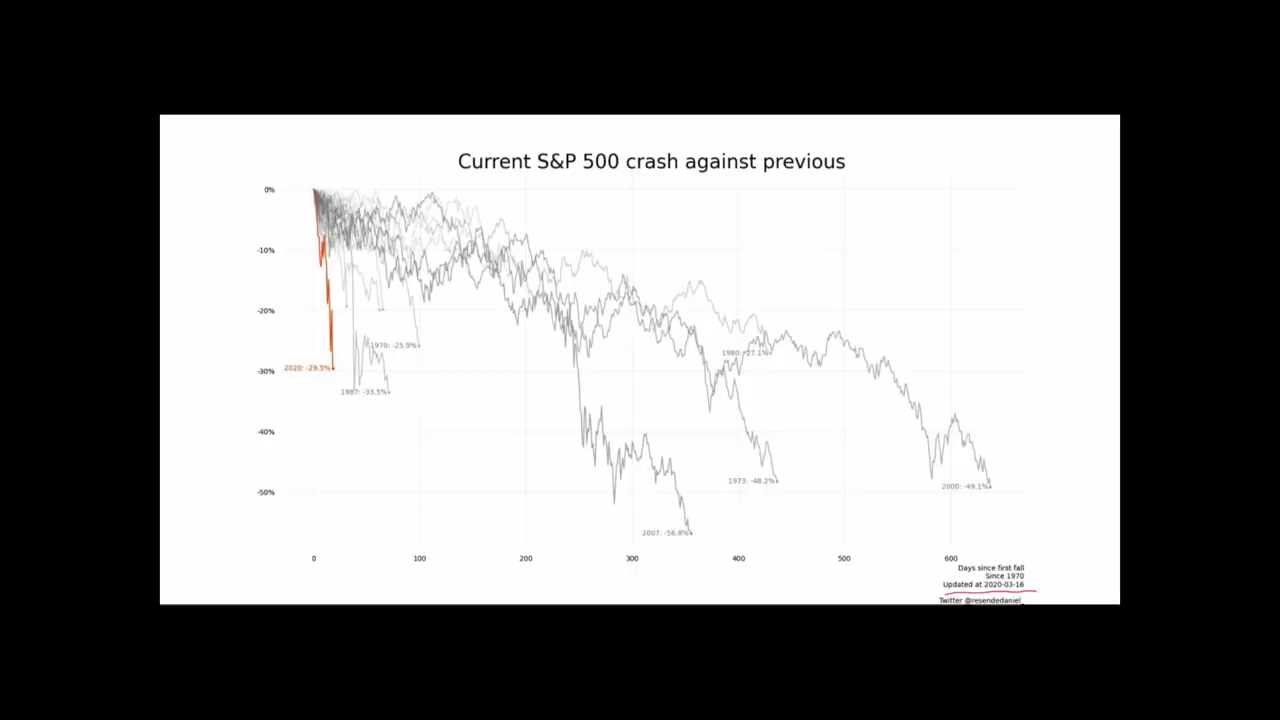 Current S&P 500 crash against previous
0%
-10%
-20%
-30%
-40%
-50%
1970: -25.9%
1980: -27.1%
2020: -29.5%
1987: -33.5%
1973: -48.2%
2000: -49.1%
2007: -56.8%
0 100 200 300 400 500 600
Days since first fall
Since 1970
Updated at 2020-03-16
Twitter @resendedaniel_